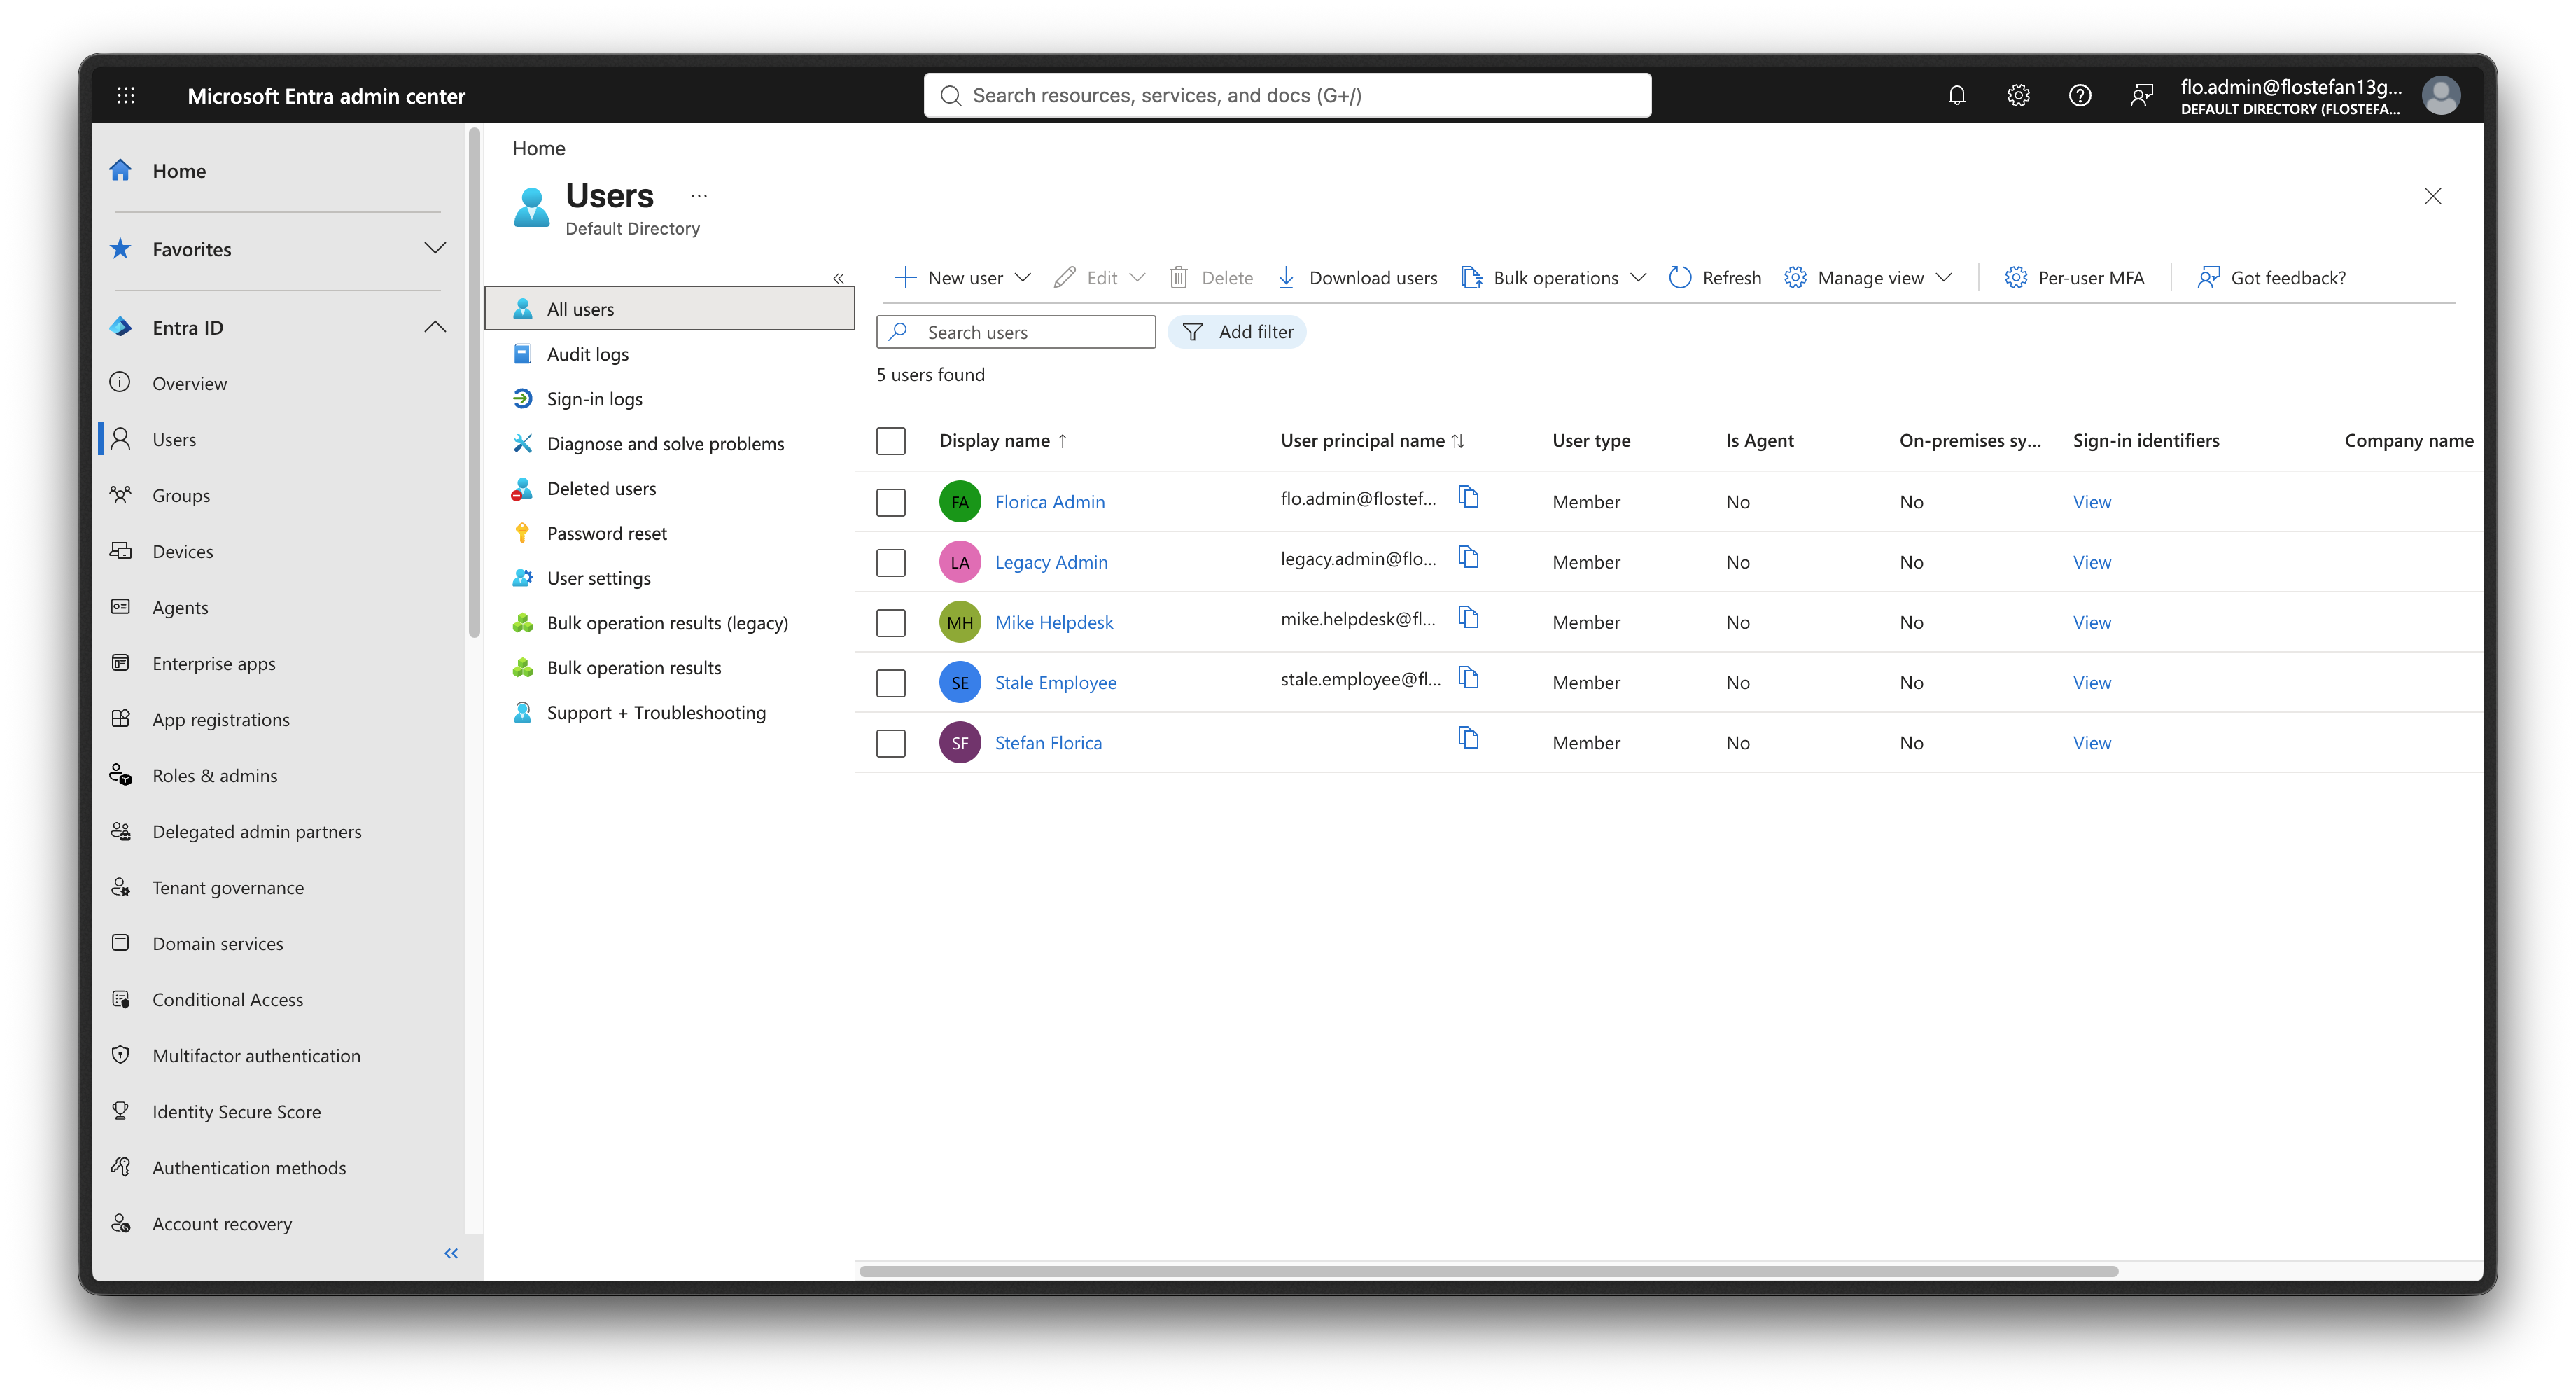 Microsoft Entra admin center
Search resources, services, and docs (G+/)
flo.admin@flostefan13g...
DEFAULT DIRECTORY (FLOSTEFA...
Home
Favorites
Entra ID
Overview
Users
Groups
Devices
Agents
Enterprise apps
App registrations
Roles & admins
Delegated admin partners
Tenant governance
Domain services
Conditional Access
Multifactor authentication
Identity Secure Score
Authentication methods
Account recovery
Home
Users ...
Default Directory
All users
Audit logs
Sign-in logs
Diagnose and solve problems
Deleted users
Password reset
User settings
Bulk operation results (legacy)
Bulk operation results
Support + Troubleshooting
New user Edit Delete Download users Bulk operations Refresh Manage view Per-user MFA Got feedback?
Search users Add filter
5 users found
Display name ↑ User principal name ↑↓ User type Is Agent On-premises sy... Sign-in identifiers Company name
FA Florica Admin flo.admin@flostef... Member No No View
LA Legacy Admin legacy.admin@flo... Member No No View
MH Mike Helpdesk mike.helpdesk@fl... Member No No View
SE Stale Employee stale.employee@fl... Member No No View
SF Stefan Florica Member No No View